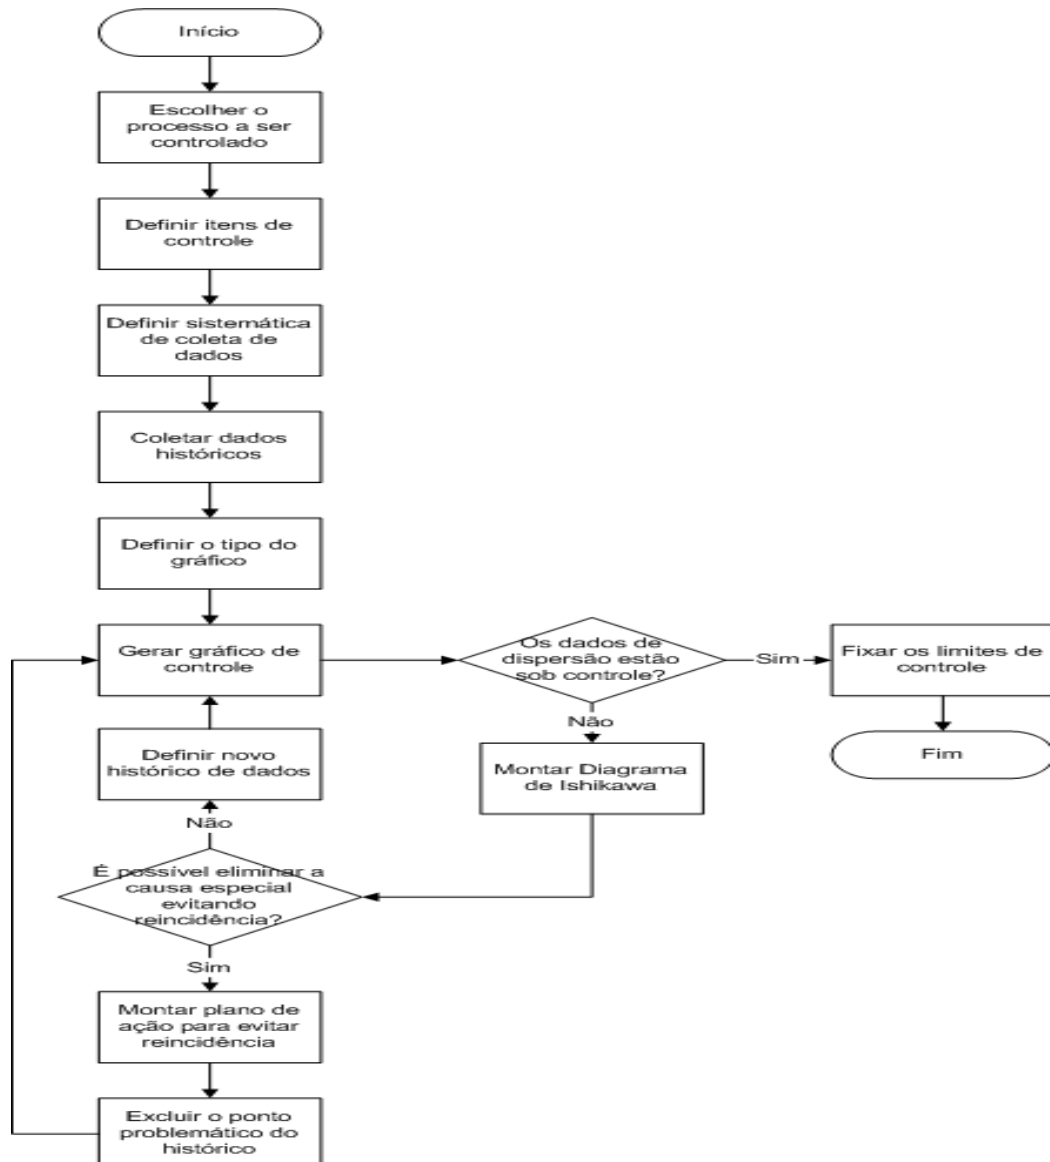 Início
Escolher o
processo a ser
controlado
Definir itens de
controle
Definir sistemática
de coleta de
dados
Coletar dados
históricos
Definir o tipo do
gráfico
Gerar gráfico de
controle
Os dados de
dispersão estão
sob controle?
Sim
Fixar os limites de
controle
Fim
Não
Montar Diagrama
de Ishikawa
Definir novo
histórico de dados
Não
É possível eliminar a
causa especial
evitando
reincidência?
Sim
Montar plano de
ação para evitar
reincidência
Excluir o ponto
problemático do
histórico